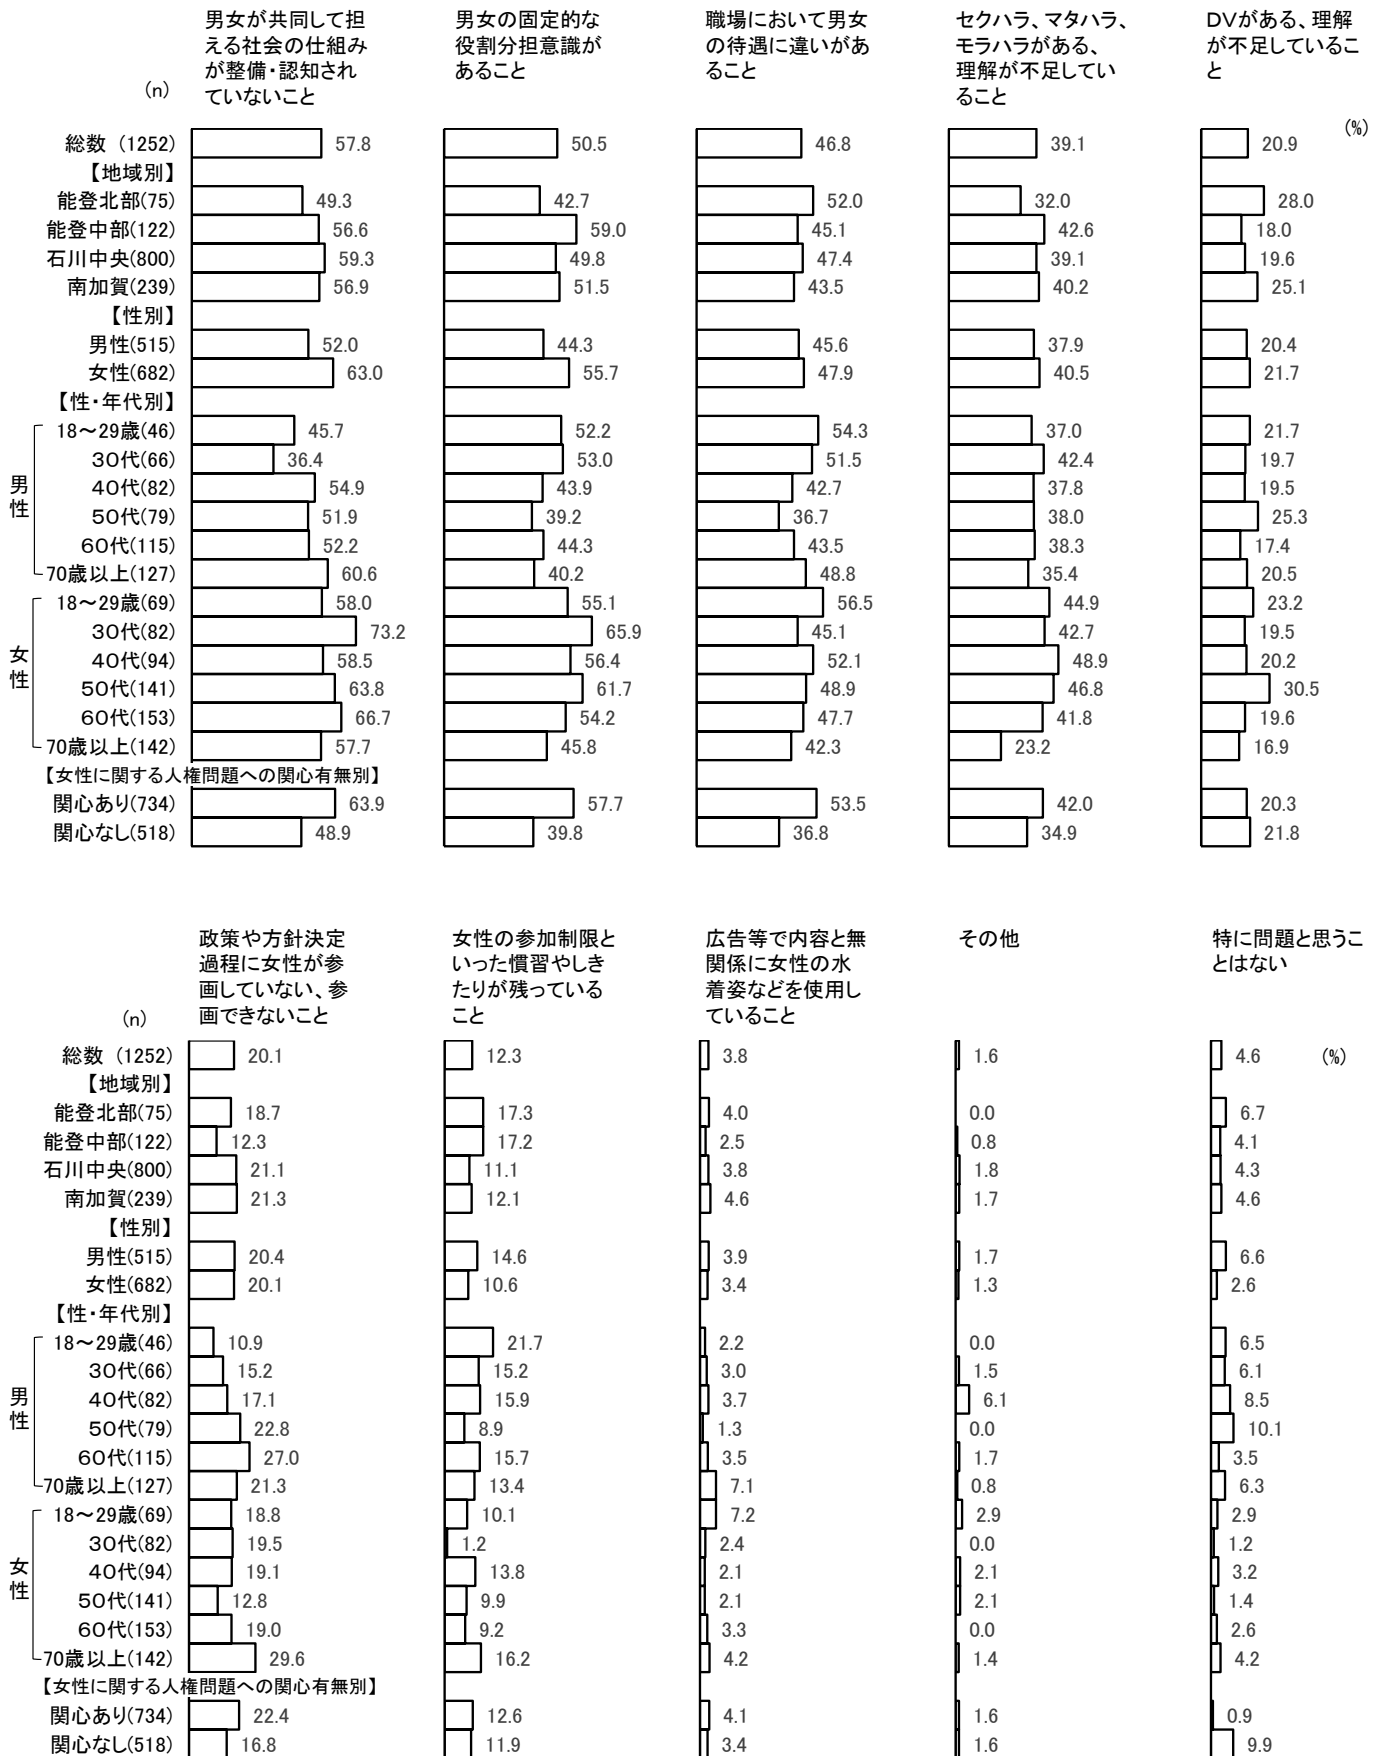 男女が共同して担
える社会の仕組み
が整備・認知され
ていないこと
男女の固定的な
役割分担意識が
あること
職場において男女
の待遇に違いがあ
ること
セクハラ、マタハラ、
モラハラがある、
理解が不足してい
ること
DVがある、理解
が不足しているこ
と
(n)
(%)
総数 (1252) 57.8 50.5 46.8 39.1 20.9
【地域別】
能登北部(75) 49.3 42.7 52.0 32.0 28.0
能登中部(122) 56.6 59.0 45.1 42.6 18.0
石川中央(800) 59.3 49.8 47.4 39.1 19.6
南加賀(239) 56.9 51.5 43.5 40.2 25.1
【性別】
男性(515) 52.0 44.3 45.6 37.9 20.4
女性(682) 63.0 55.7 47.9 40.5 21.7
【性・年代別】
男性
18～29歳(46) 45.7 52.2 54.3 37.0 21.7
30代(66) 36.4 53.0 51.5 42.4 19.7
40代(82) 54.9 43.9 42.7 37.8 19.5
50代(79) 51.9 39.2 36.7 38.0 25.3
60代(115) 52.2 44.3 43.5 38.3 17.4
70歳以上(127) 60.6 40.2 48.8 35.4 20.5
女性
18～29歳(69) 58.0 55.1 56.5 44.9 23.2
30代(82) 73.2 65.9 45.1 42.7 19.5
40代(94) 58.5 56.4 52.1 48.9 20.2
50代(141) 63.8 61.7 48.9 46.8 30.5
60代(153) 66.7 54.2 47.7 41.8 19.6
70歳以上(142) 57.7 45.8 42.3 23.2 16.9
【女性に関する人権問題への関心有無別】
関心あり(734) 63.9 57.7 53.5 42.0 20.3
関心なし(518) 48.9 39.8 36.8 34.9 21.8
政策や方針決定
過程に女性が参
画していない、参
画できないこと
女性の参加制限と
いった慣習やしき
たりが残っている
こと
広告等で内容と無
関係に女性の水
着姿などを使用し
ていること
その他
特に問題と思うこ
とはない
(n)
総数 (1252) 20.1 12.3 3.8 1.6 4.6 (%)
【地域別】
能登北部(75) 18.7 17.3 4.0 0.0 6.7
能登中部(122) 12.3 17.2 2.5 0.8 4.1
石川中央(800) 21.1 11.1 3.8 1.8 4.3
南加賀(239) 21.3 12.1 4.6 1.7 4.6
【性別】
男性(515) 20.4 14.6 3.9 1.7 6.6
女性(682) 20.1 10.6 3.4 1.3 2.6
【性・年代別】
男性
18～29歳(46) 10.9 21.7 2.2 0.0 6.5
30代(66) 15.2 15.2 3.0 1.5 6.1
40代(82) 17.1 15.9 3.7 6.1 8.5
50代(79) 22.8 8.9 1.3 0.0 10.1
60代(115) 27.0 15.7 3.5 1.7 3.5
70歳以上(127) 21.3 13.4 7.1 0.8 6.3
女性
18～29歳(69) 18.8 10.1 7.2 2.9 2.9
30代(82) 19.5 1.2 2.4 0.0 1.2
40代(94) 19.1 13.8 2.1 2.1 3.2
50代(141) 12.8 9.9 2.1 2.1 1.4
60代(153) 19.0 9.2 3.3 0.0 2.6
70歳以上(142) 29.6 16.2 4.2 1.4 4.2
【女性に関する人権問題への関心有無別】
関心あり(734) 22.4 12.6 4.1 1.6 0.9
関心なし(518) 16.8 11.9 3.4 1.6 9.9